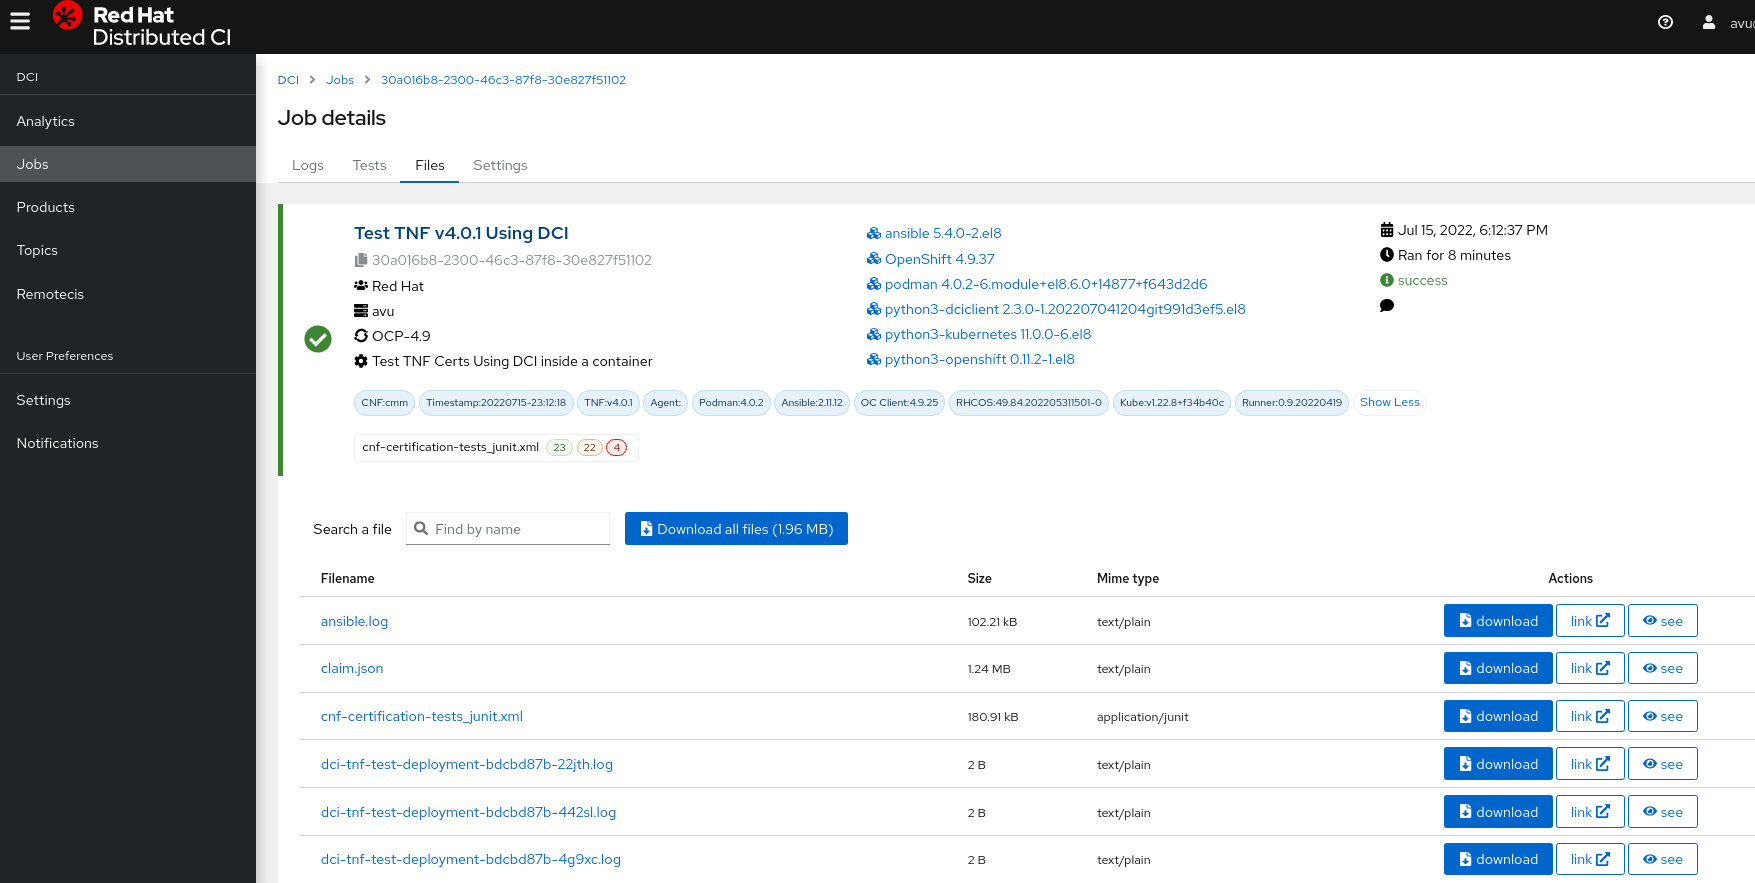 Red Hat
Distributed CI
DCI
Analytics
Jobs
Products
Topics
Remotecis
User Preferences
Settings
Notifications
DCI > Jobs > 30a016b8-2300-46c3-87f8-30e827f51102
Job details
Logs Tests Files Settings
Test TNF v4.0.1 Using DCI
30a016b8-2300-46c3-87f8-30e827f51102
Red Hat
avu
OCP-4.9
Test TNF Certs Using DCI inside a container
ansible 5.4.0-2.el8
OpenShift 4.9.37
podman 4.0.2-6.module+el8.6.0+14877+f643d2d6
python3-dciclient 2.3.0-1.202207041204git991d3ef5.el8
python3-kubernetes 11.0.0-6.el8
python3-openshift 0.11.2-1.el8
Jul 15, 2022, 6:12:37 PM
Ran for 8 minutes
success
CNF:cmm Timestamp:20220715-23:12:18 TNF:v4.0.1 Agent: Podman:4.0.2 Ansible:2.11.12 OC Client:4.9.25 RHCOS:49.84.202205311501-0 Kube:v1.22.8+f34b40c Runner:0.9.20220419 Show Less
cnf-certification-tests_junit.xml 23 22 4
Search a file Find by name Download all files (1.96 MB)
Filename Size Mime type Actions
ansible.log 102.21 kB text/plain download link see
claim.json 1.24 MB text/plain download link see
cnf-certification-tests_junit.xml 180.91 kB application/junit download link see
dci-tnf-test-deployment-bdcbd87b-22jth.log 2 B text/plain download link see
dci-tnf-test-deployment-bdcbd87b-442sl.log 2 B text/plain download link see
dci-tnf-test-deployment-bdcbd87b-4g9xc.log 2 B text/plain download link see